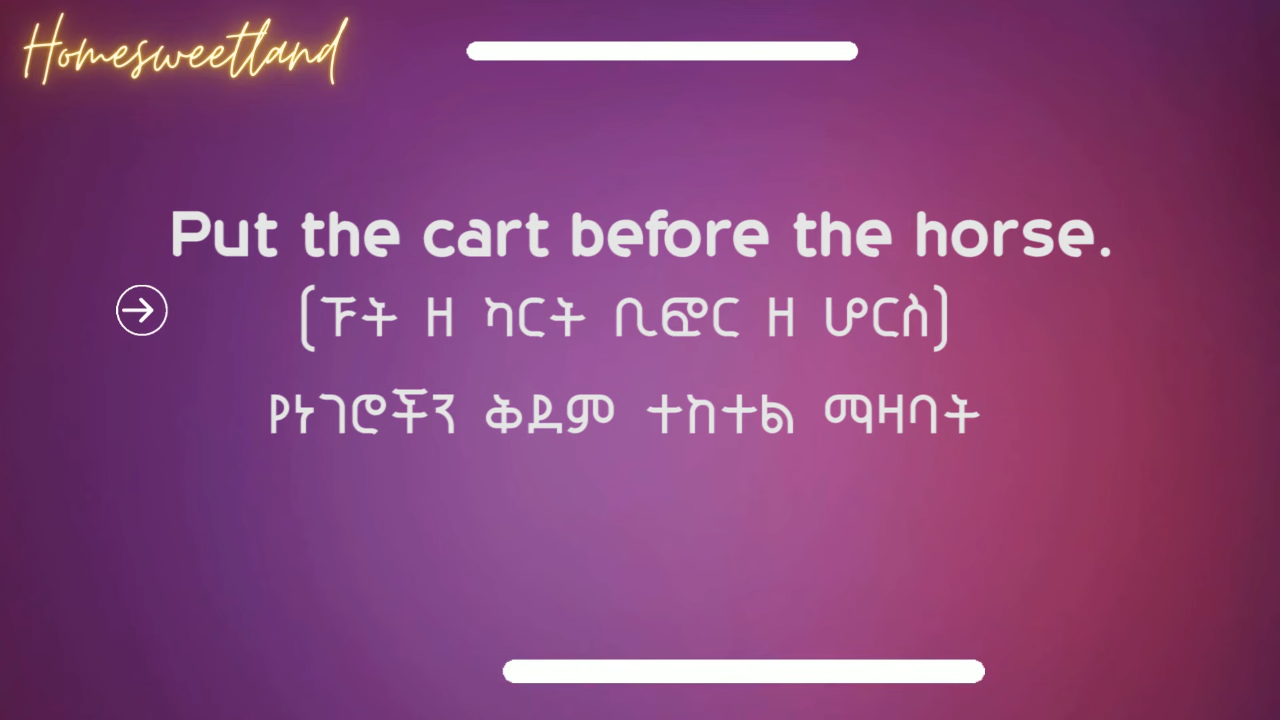 Homesweetland
Put the cart before the horse.
(ፑት ዘ ካርት ቢፎር ዘ ሆርስ)
የነገሮችን ቅደም ተከተል ማዛባት